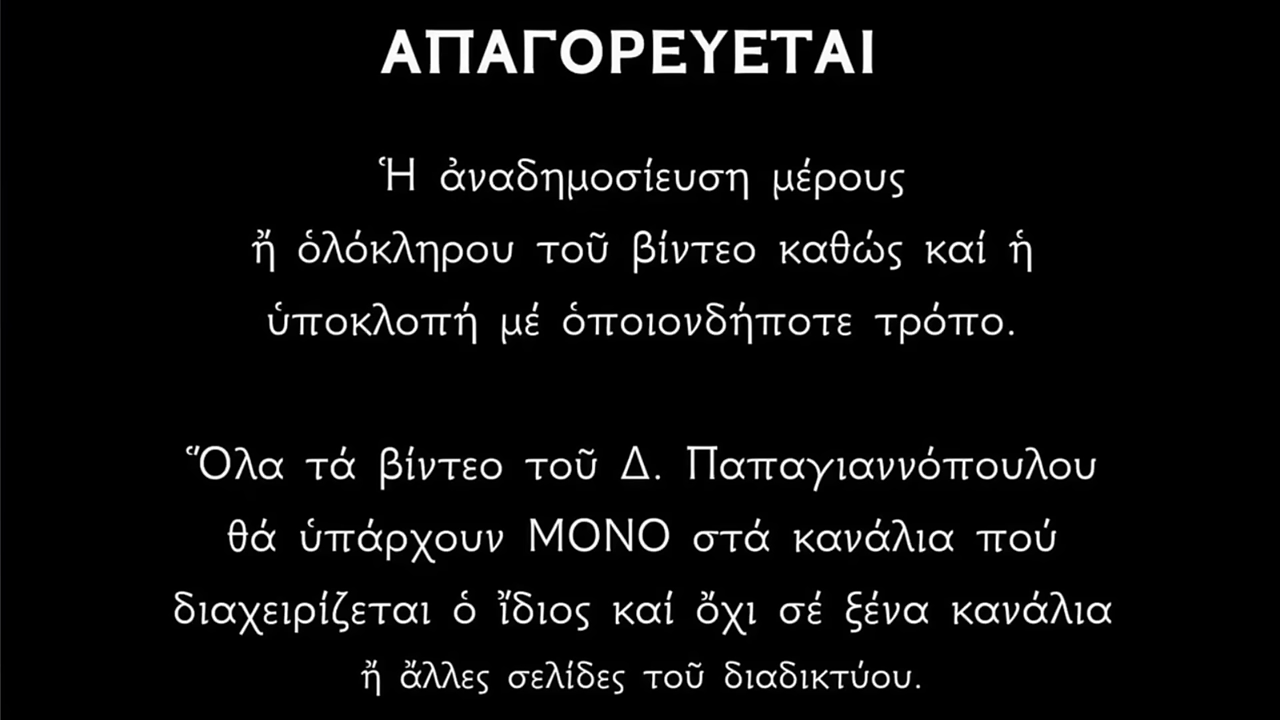 ΑΠΑΓΟΡΕΥΕΤΑΙ
Ἡ ἀναδημοσίευση μέρους
ἤ ὁλόκληρου τοῦ βίντεο καθώς καί ἡ
ὑποκλοπή μέ ὁποιονδήποτε τρόπο.
Ὅλα τά βίντεο τοῦ Δ. Παπαγιαννόπουλου
θά ὑπάρχουν ΜΟΝΟ στά κανάλια πού
διαχειρίζεται ὁ ἴδιος καί ὄχι σέ ξένα κανάλια
ἤ ἄλλες σελίδες τοῦ διαδικτύου.